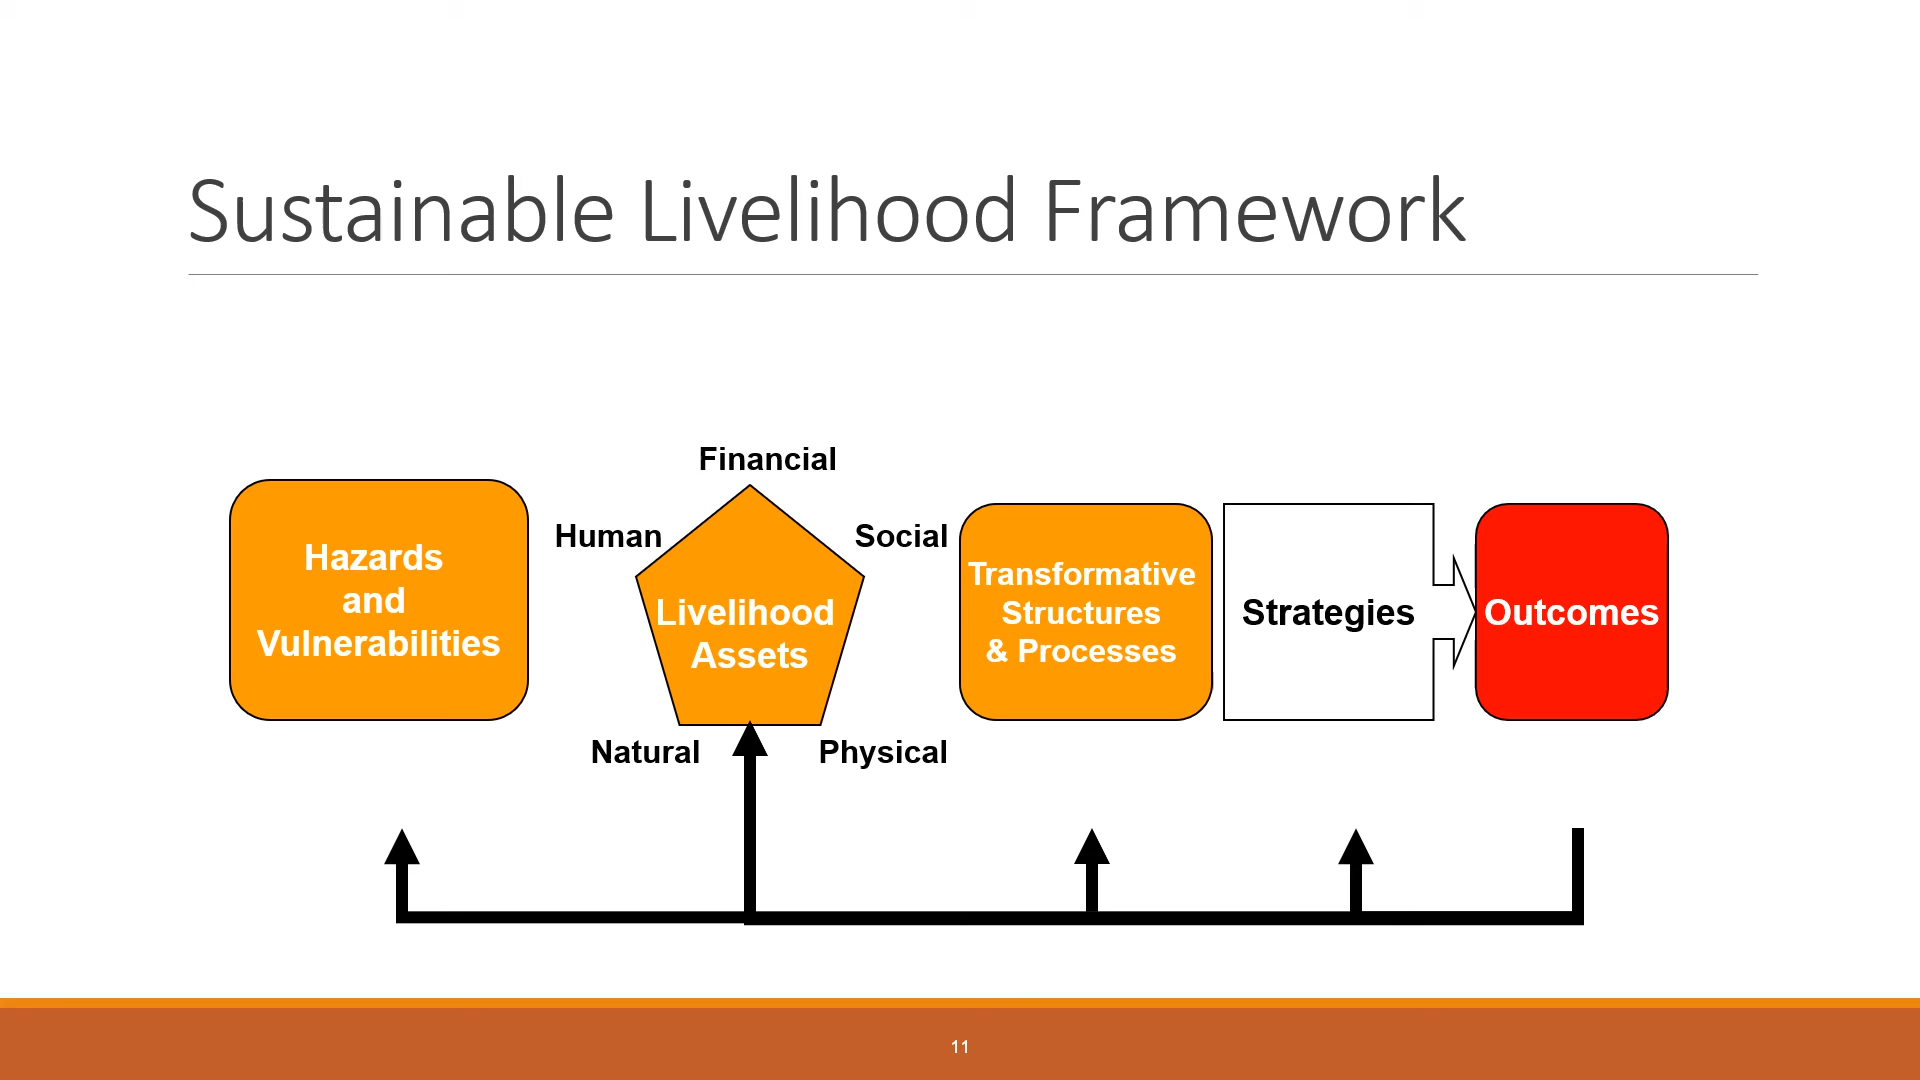 Sustainable Livelihood Framework
Hazards
and
Vulnerabilities
Financial
Human
Social
Livelihood
Assets
Natural
Physical
Transformative
Structures
& Processes
Strategies
Outcomes
11